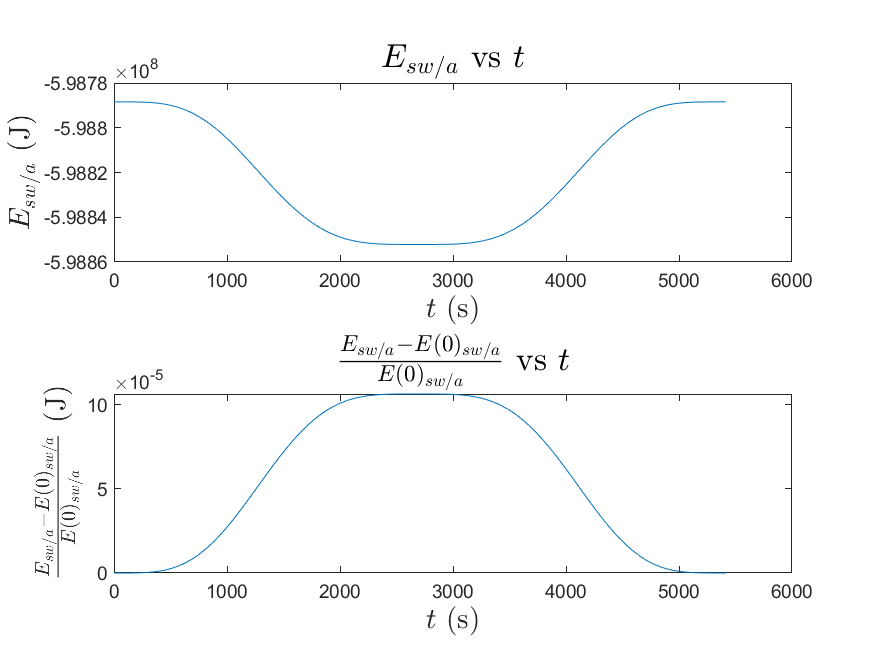 E_{sw/a} vs t
×10^8
-5.9878
-5.988
-5.9882
-5.9884
-5.9886
E_{sw/a} (J)
0 1000 2000 3000 4000 5000 6000
t (s)
\frac{E_{sw/a}-E(0)_{sw/a}}{E(0)_{sw/a}} vs t
×10^{-5}
10
5
0
\frac{E_{sw/a}-E(0)_{sw/a}}{E(0)_{sw/a}} (J)
0 1000 2000 3000 4000 5000 6000
t (s)